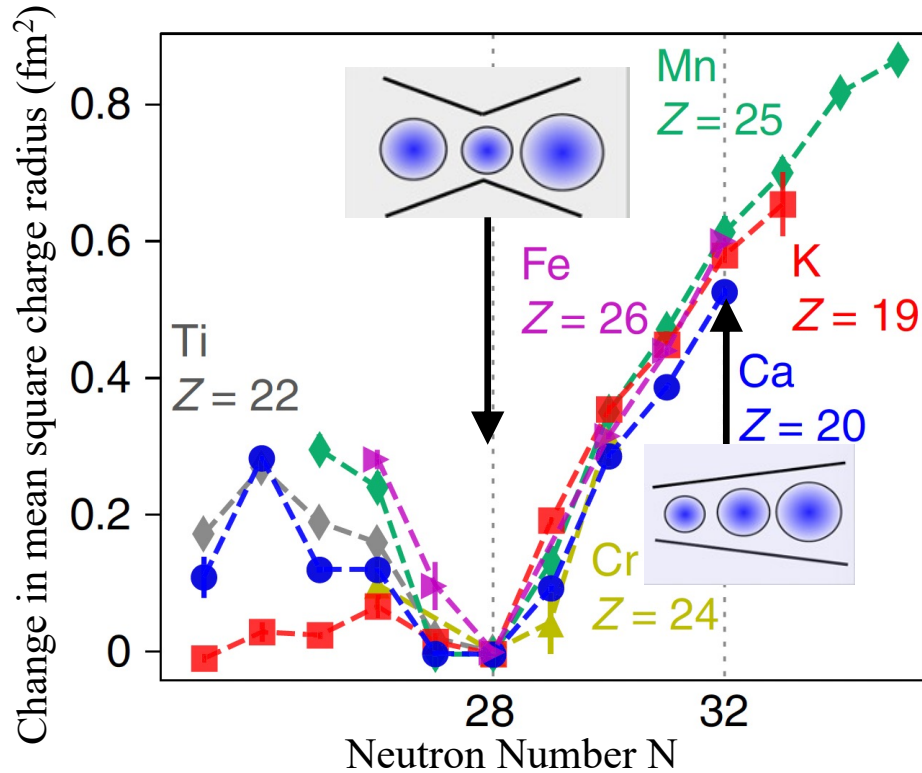 Change in mean square charge radius (fm²)
0.8
0.6
0.4
0.2
0
Mn
Z = 25
Fe
Z = 26
K
Z = 19
Ti
Z = 22
Ca
Z = 20
Cr
Z = 24
28
32
Neutron Number N